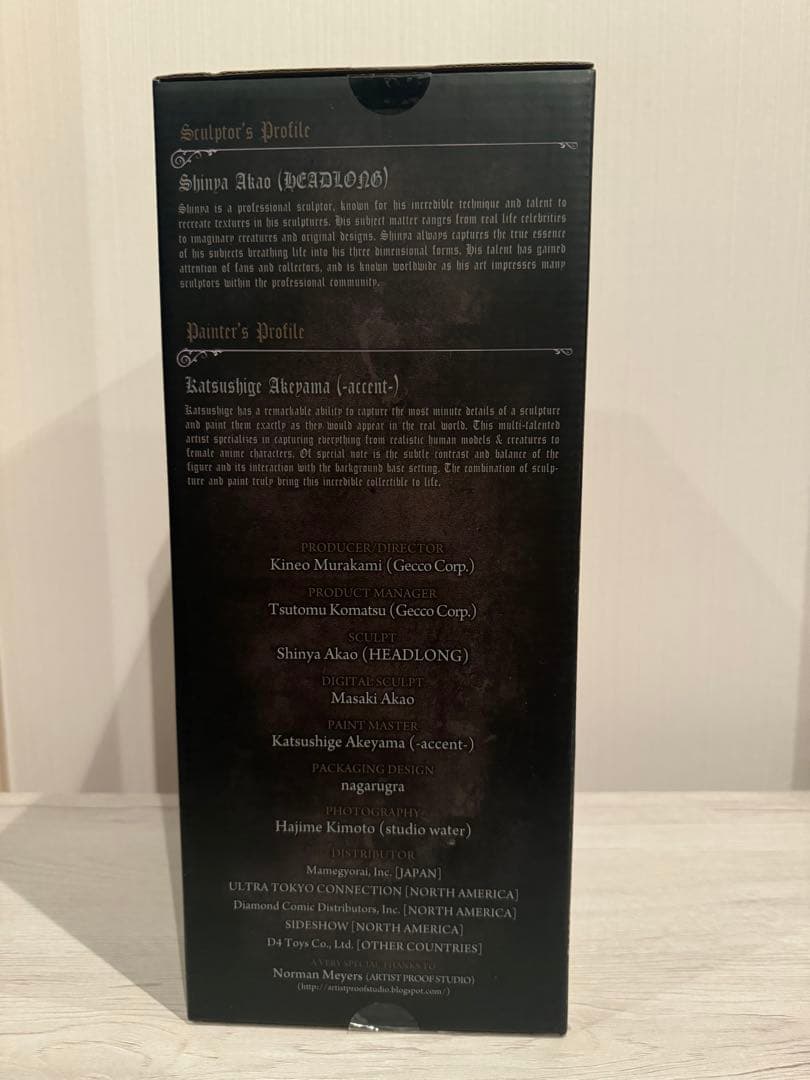 Sculptor's Profile
Shinya Akao (HEADLONG)
Shinya is a professional sculptor, known for his incredible technique and talent to
recreate textures in his sculptures. His subject matter ranges from real life celebrities
to imaginary creatures and original designs. Shinya always captures the true essence
of his subjects breathing life into his three dimensional forms. His talent has gained
attention of fans and collectors, and is known worldwide as his art impresses many
sculptors within the professional community.
Painter's Profile
Katsushige Akeyama (-accent-)
Katsushige has a remarkable ability to capture the most minute details of a sculpture
and paint them exactly as they would appear in the real world. This multi-talented
artist specializes in capturing everything from realistic human models & creatures to
female anime characters. Of special note is the subtle contrast and balance of the
figure and its interaction with the background base setting. The combination of sculp-
ture and paint truly bring this incredible collectible to life.
PRODUCER/DIRECTOR
Kineo Murakami (Gecco Corp.)
PRODUCT MANAGER
Tsutomu Komatsu (Gecco Corp.)
SCULPT
Shinya Akao (HEADLONG)
DIGITAL SCULPT
Masaki Akao
PAINT MASTER
Katsushige Akeyama (-accent-)
PACKAGING DESIGN
nagarugra
PHOTOGRAPHY
Hajime Kimoto (studio water)
DISTRIBUTOR
Mamegyorai, Inc. [JAPAN]
ULTRA TOKYO CONNECTION [NORTH AMERICA]
Diamond Comic Distributors, Inc. [NORTH AMERICA]
SIDESHOW [NORTH AMERICA]
D4 Toys Co., Ltd. [OTHER COUNTRIES]
A VERY SPECIAL THANKS TO
Norman Meyers (ARTIST PROOF STUDIO)
(http://artistproofstudio.blogspot.com/)